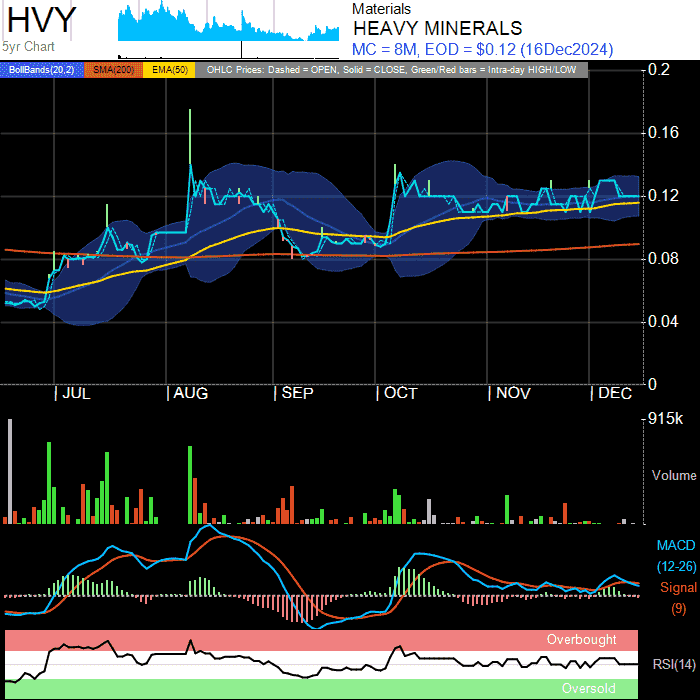 HVY
5yr Chart
Materials
HEAVY MINERALS
MC = 8M, EOD = $0.12 (16Dec2024)
BollBands(20,2) SMA(200) EMA(50) OHLC Prices: Dashed = OPEN, Solid = CLOSE, Green/Red bars = Intra-day HIGH/LOW
0.2
0.16
0.12
0.08
0.04
0
| JUL | AUG | SEP | OCT | NOV | DEC
915k
Volume
MACD
(12-26)
Signal
(9)
Overbought
RSI(14)
Oversold